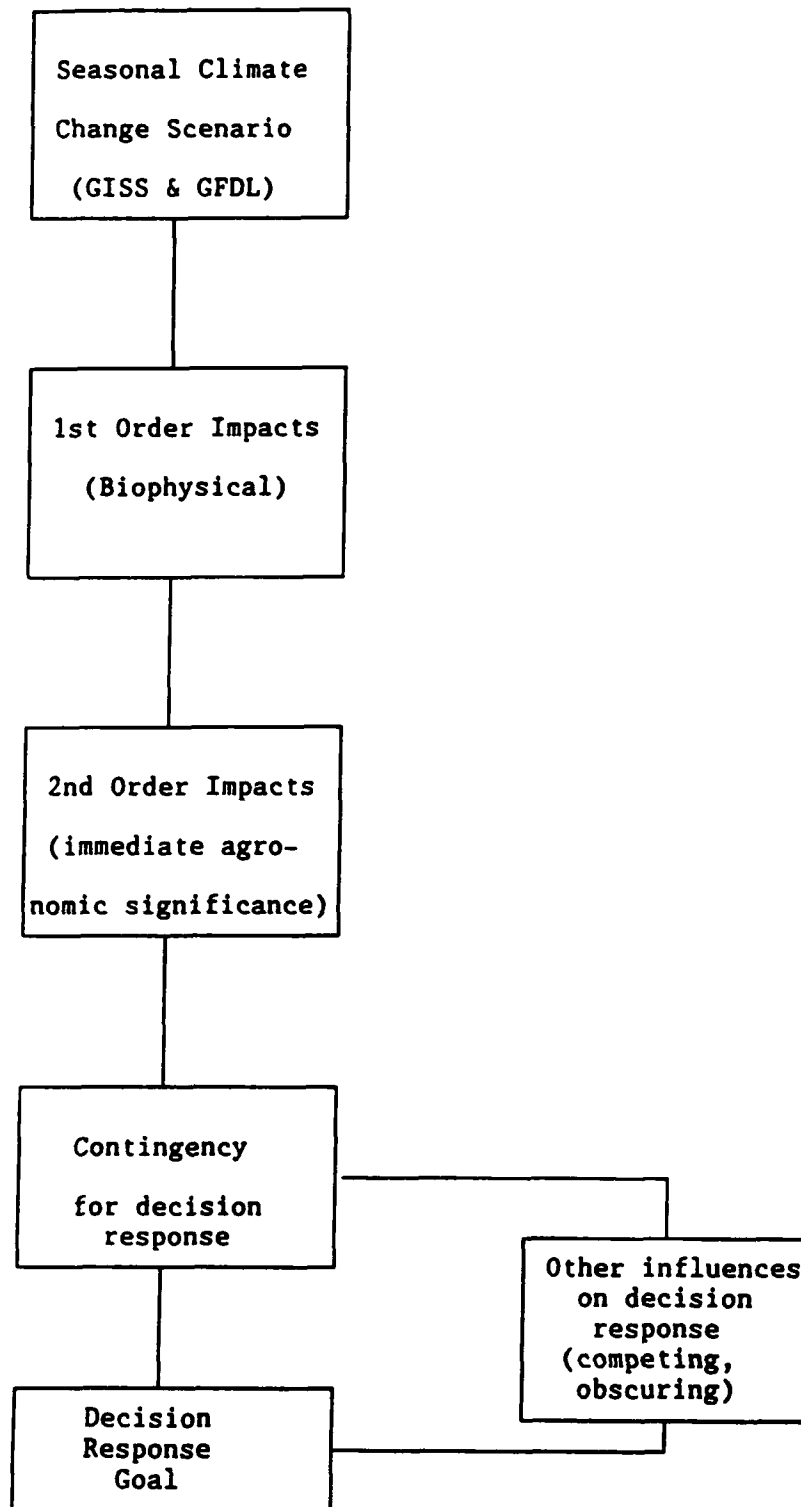 Seasonal Climate
Change Scenario
(GISS & GFDL)
1st Order Impacts
(Biophysical)
2nd Order Impacts
(immediate agro-
nomic significance)
Contingency
for decision
response
Other influences
on decision
response
(competing,
obscuring)
Decision
Response
Goal